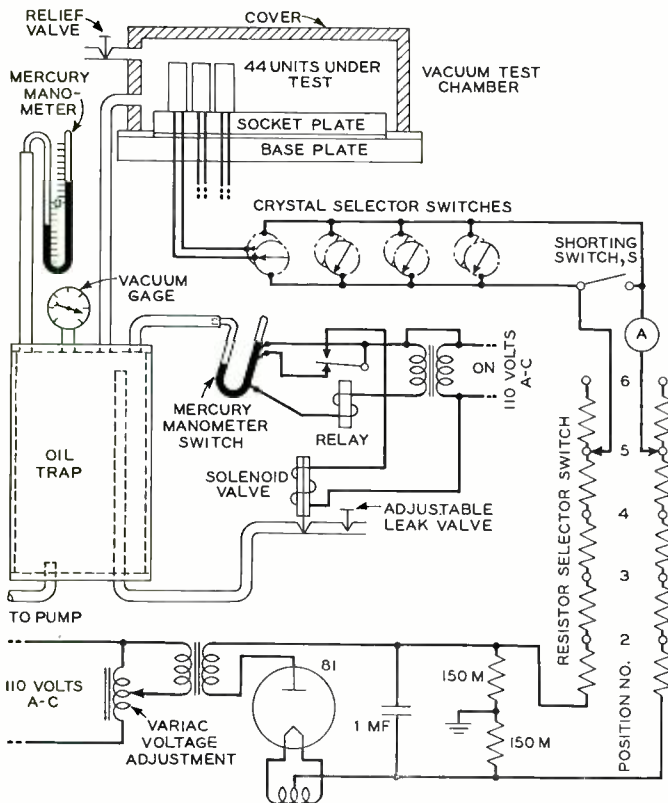 RELIEF
VALVE
COVER
MERCURY
MANO-
METER
44 UNITS UNDER
TEST
VACUUM TEST
CHAMBER
SOCKET PLATE
BASE PLATE
CRYSTAL SELECTOR SWITCHES
SHORTING
SWITCH, S
VACUUM
GAGE
A
ON
110 VOLTS
A-C
MERCURY
MANOMETER
SWITCH
RELAY
OIL
TRAP
SOLENOID
VALVE
ADJUSTABLE
LEAK VALVE
RESISTOR SELECTOR SWITCH
6
5
4
3
2
POSITION NO.
TO PUMP
110 VOLTS
A-C
VARIAC
VOLTAGE
ADJUSTMENT
81
1 MF
150 M
150 M